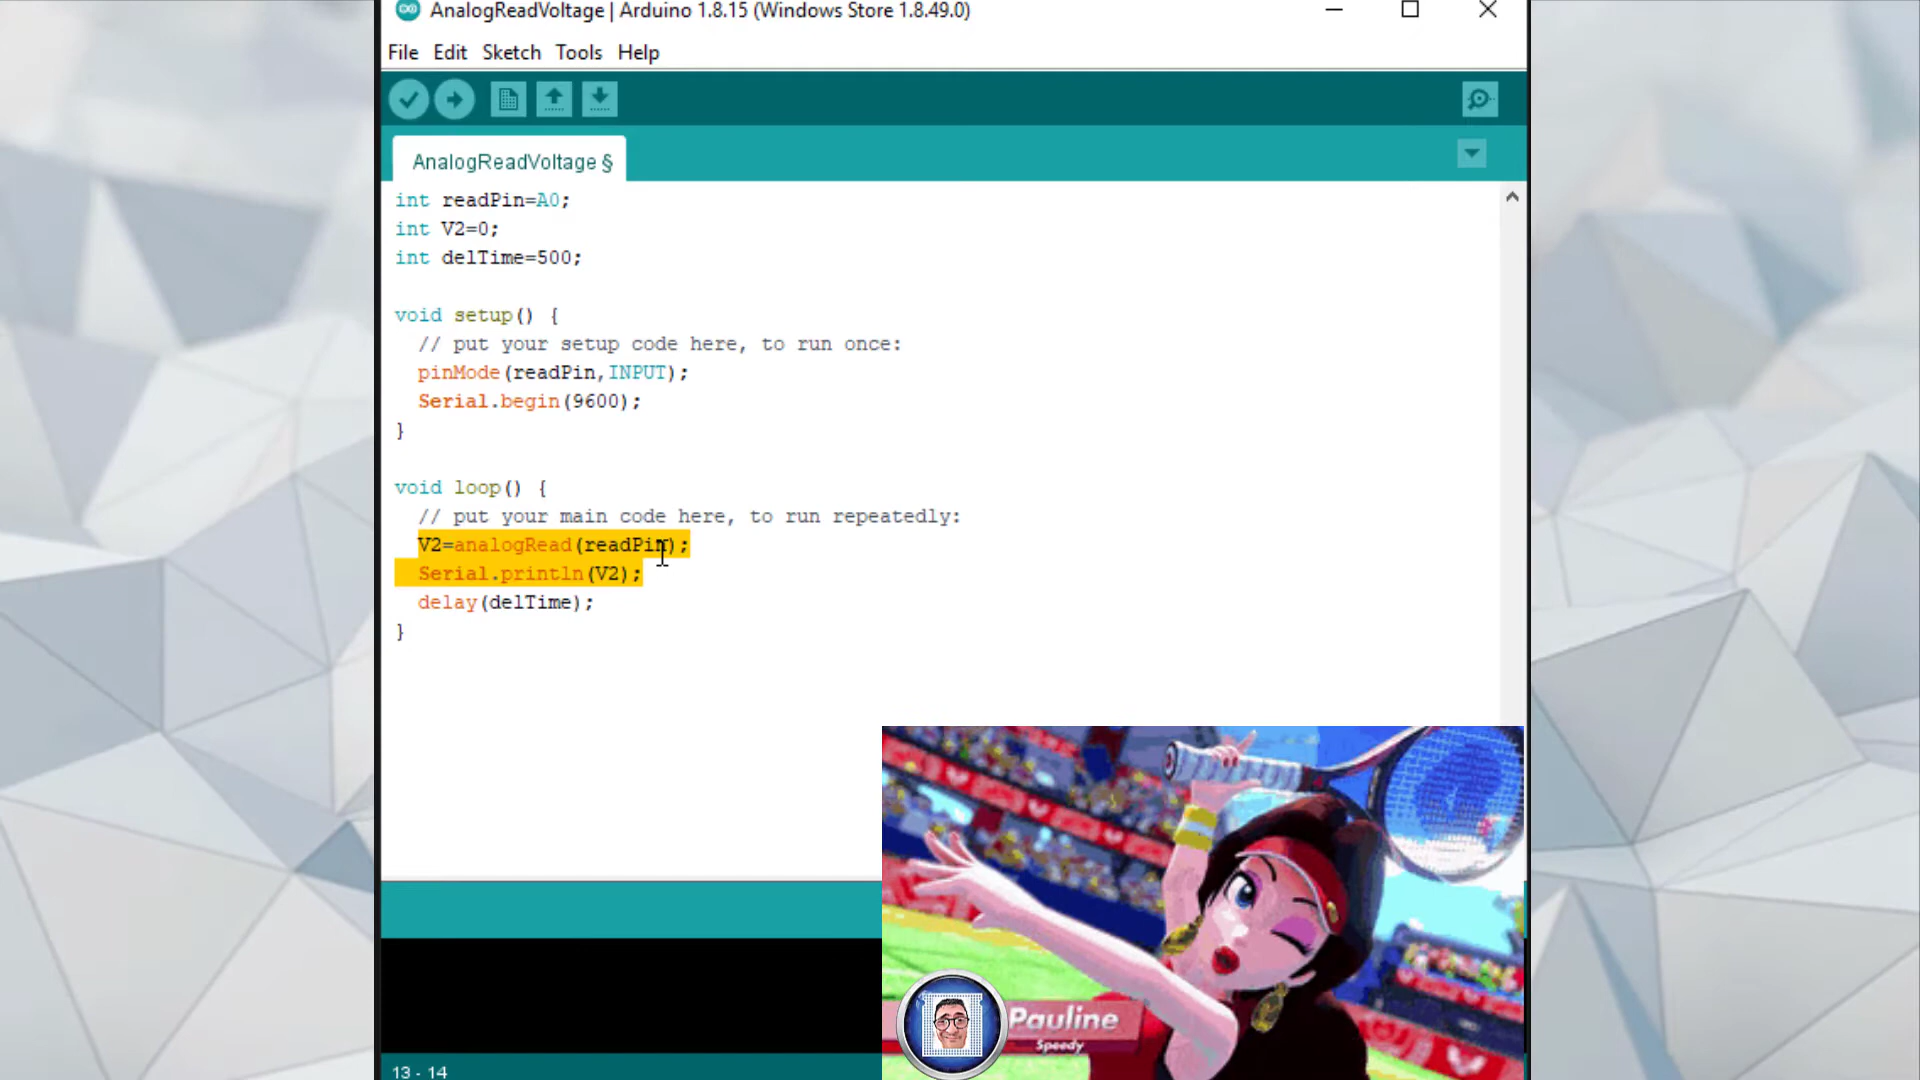 AnalogReadVoltage | Arduino 1.8.15 (Windows Store 1.8.49.0)
File Edit Sketch Tools Help
AnalogReadVoltage §
int readPin=A0;
int V2=0;
int delTime=500;
void setup() {
// put your setup code here, to run once:
pinMode(readPin,INPUT);
Serial.begin(9600);
}
void loop() {
// put your main code here, to run repeatedly:
V2=analogRead(readPin);
Serial.println(V2);
delay(delTime);
}
Pauline
Speedy
13 - 14